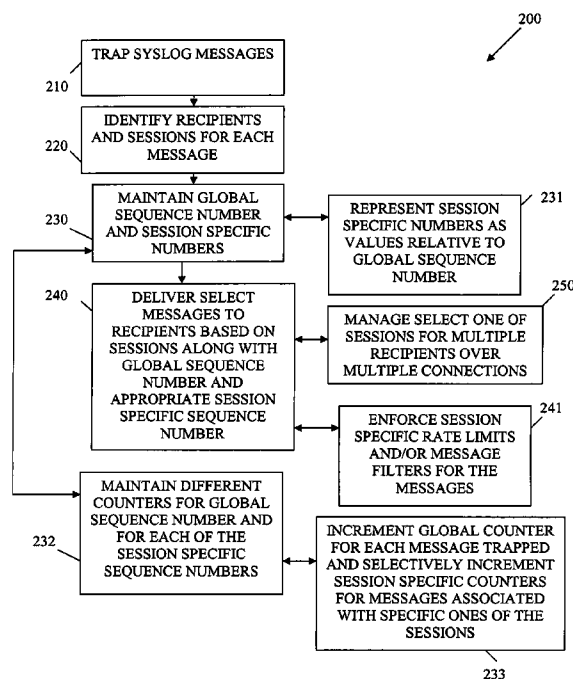 200
TRAP SYSLOG MESSAGES
210
IDENTIFY RECIPIENTS
AND SESSIONS FOR EACH
MESSAGE
220
MAINTAIN GLOBAL
SEQUENCE NUMBER
AND SESSION SPECIFIC
NUMBERS
230
REPRESENT SESSION
SPECIFIC NUMBERS AS
VALUES RELATIVE TO
GLOBAL SEQUENCE
NUMBER
231
240
DELIVER SELECT
MESSAGES TO
RECIPIENTS BASED ON
SESSIONS ALONG WITH
GLOBAL SEQUENCE
NUMBER AND
APPROPRIATE SESSION
SPECIFIC SEQUENCE
NUMBER
250
MANAGE SELECT ONE OF
SESSIONS FOR MULTIPLE
RECIPIENTS OVER
MULTIPLE CONNECTIONS
241
ENFORCE SESSION
SPECIFIC RATE LIMITS
AND/OR MESSAGE
FILTERS FOR THE
MESSAGES
MAINTAIN DIFFERENT
COUNTERS FOR GLOBAL
SEQUENCE NUMBER AND
FOR EACH OF THE
SESSION SPECIFIC
SEQUENCE NUMBERS
232
INCREMENT GLOBAL COUNTER
FOR EACH MESSAGE TRAPPED
AND SELECTIVELY INCREMENT
SESSION SPECIFIC COUNTERS
FOR MESSAGES ASSOCIATED
WITH SPECIFIC ONES OF THE
SESSIONS
233